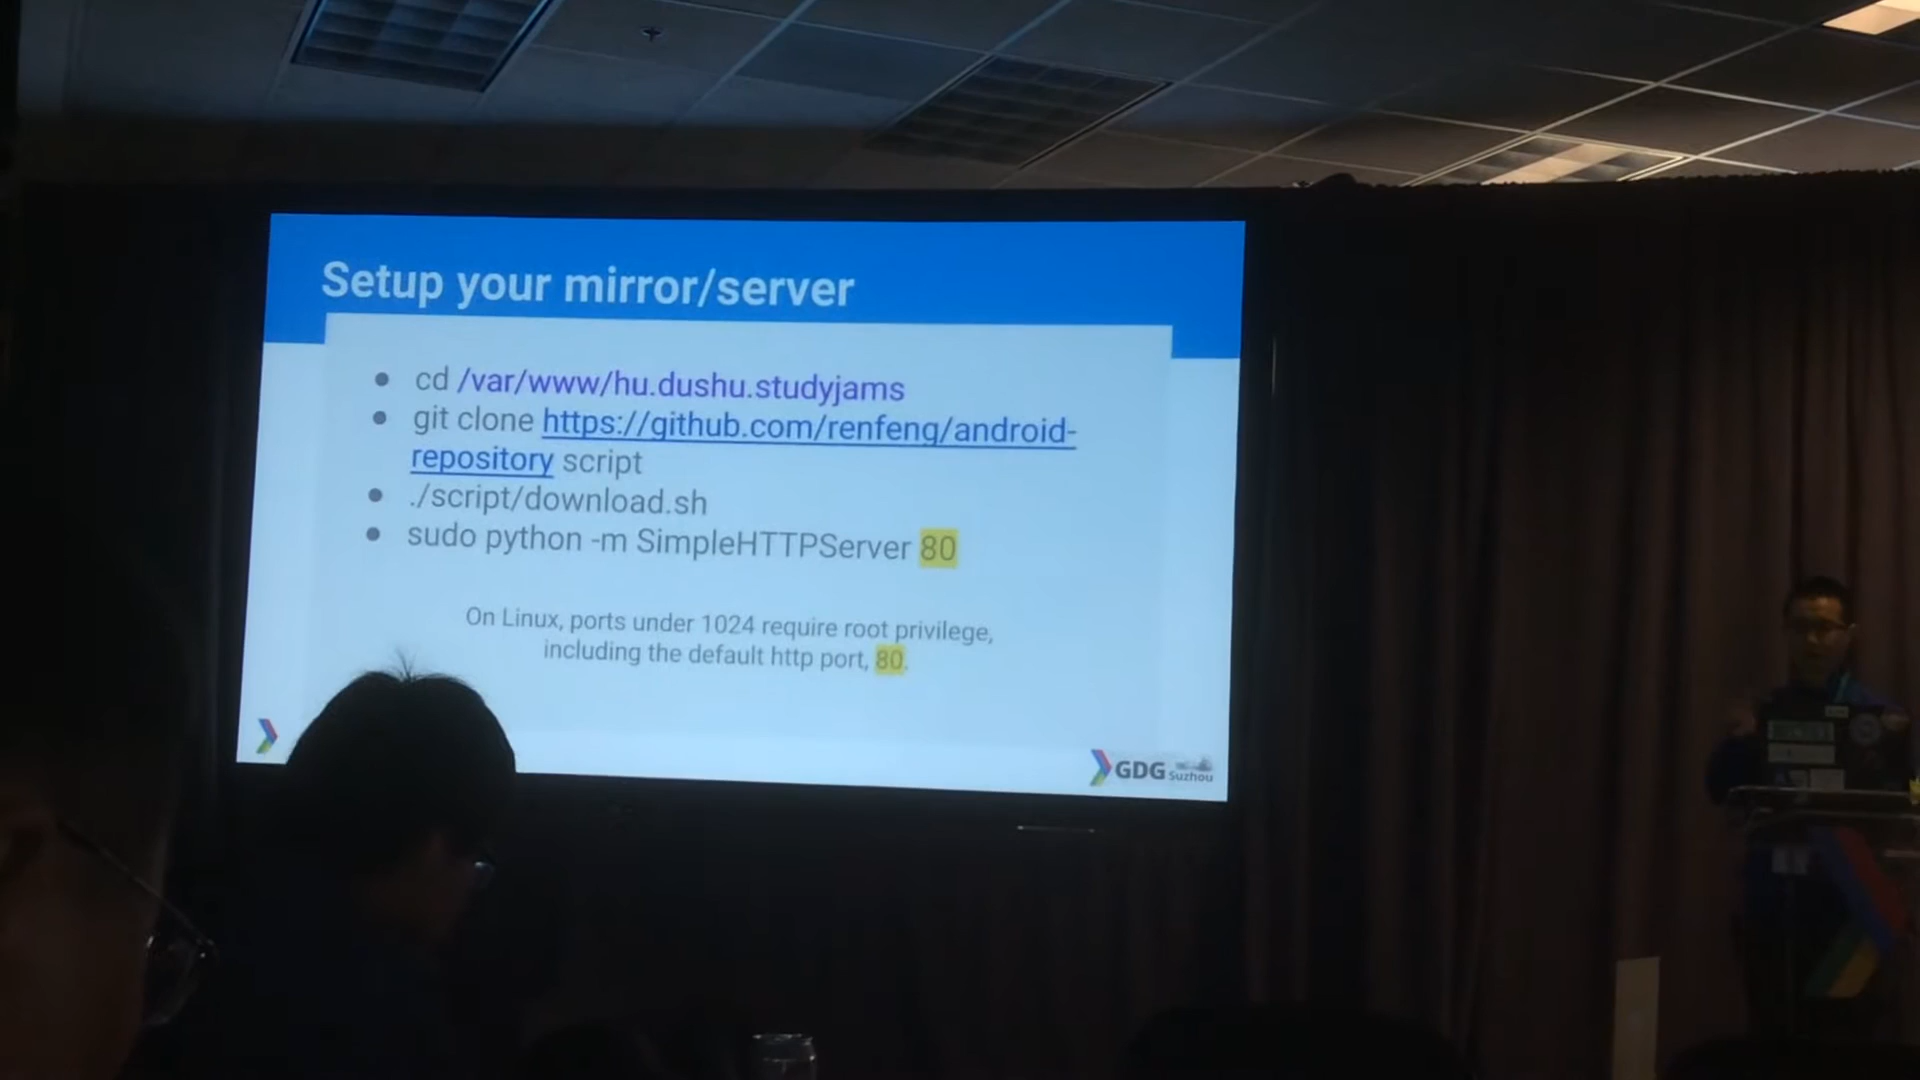 Setup your mirror/server
● cd /var/www/hu.dushu.studyjams
● git clone https://github.com/renfeng/android-
repository script
● ./script/download.sh
● sudo python -m SimpleHTTPServer 80
On Linux, ports under 1024 require root privilege,
including the default http port, 80.
GDG Suzhou